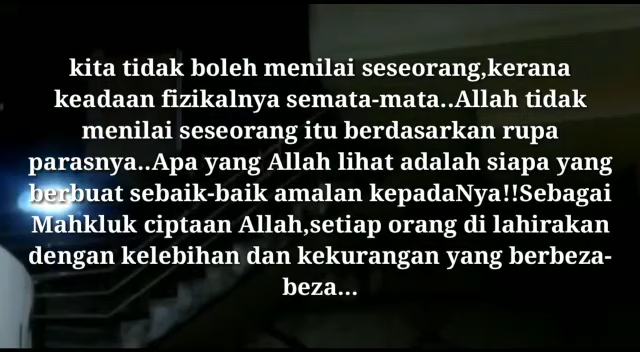 kita tidak boleh menilai seseorang,kerana
keadaan fizikalnya semata-mata..Allah tidak
menilai seseorang itu berdasarkan rupa
parasnya..Apa yang Allah lihat adalah siapa yang
berbuat sebaik-baik amalan kepadaNya!!Sebagai
Mahkluk ciptaan Allah,setiap orang di lahirakan
dengan kelebihan dan kekurangan yang berbeza-
beza...